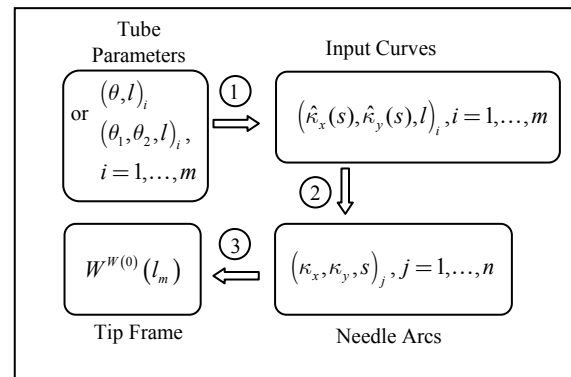 Tube
Parameters
or (θ,l)_i
(θ_1,θ_2,l)_i,
i=1,…,m
1
Input Curves
(κ̂_x(s),κ̂_y(s),l)_i,i=1,…,m
2
3
W^{W(0)}(l_m)
Tip Frame
(κ_x,κ_y,s)_j,j=1,…,n
Needle Arcs